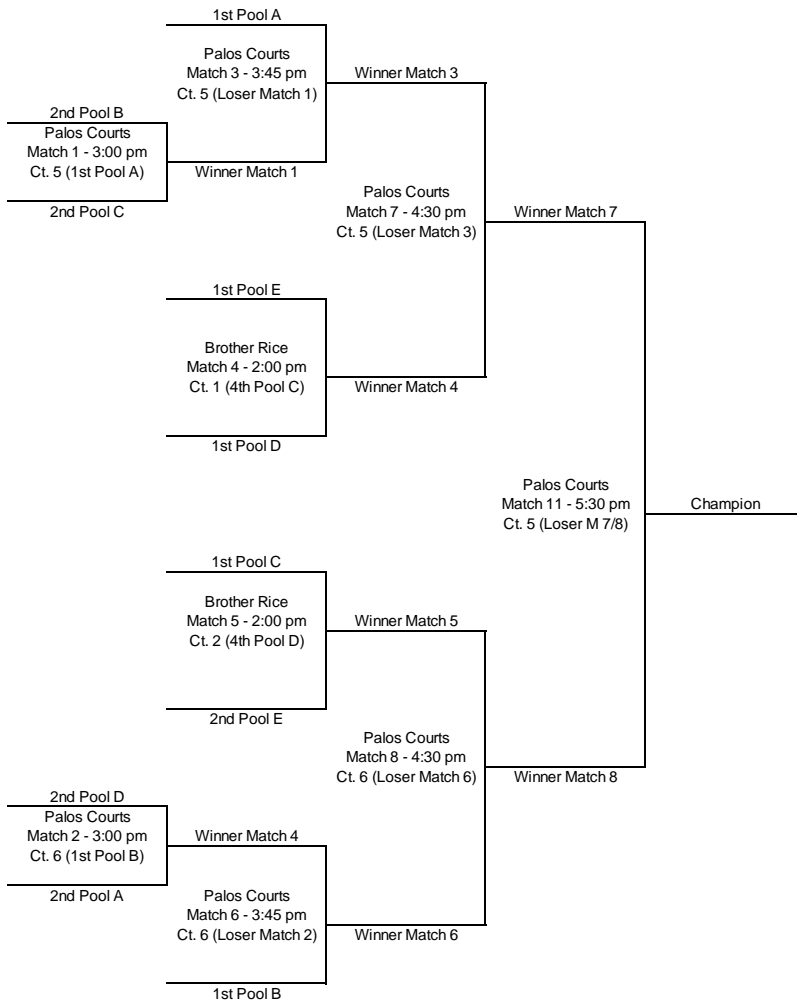 1st Pool A
Palos Courts
Match 3 - 3:45 pm
Ct. 5 (Loser Match 1)
Winner Match 3
2nd Pool B
Palos Courts
Match 1 - 3:00 pm
Ct. 5 (1st Pool A)
Winner Match 1
2nd Pool C
Palos Courts
Match 7 - 4:30 pm
Ct. 5 (Loser Match 3)
Winner Match 7
1st Pool E
Brother Rice
Match 4 - 2:00 pm
Ct. 1 (4th Pool C)
Winner Match 4
1st Pool D
Palos Courts
Match 11 - 5:30 pm
Ct. 5 (Loser M 7/8)
Champion
1st Pool C
Brother Rice
Match 5 - 2:00 pm
Ct. 2 (4th Pool D)
Winner Match 5
2nd Pool E
Palos Courts
Match 8 - 4:30 pm
Ct. 6 (Loser Match 6)
Winner Match 8
2nd Pool D
Palos Courts
Match 2 - 3:00 pm
Ct. 6 (1st Pool B)
Winner Match 4
2nd Pool A
Palos Courts
Match 6 - 3:45 pm
Ct. 6 (Loser Match 2)
Winner Match 6
1st Pool B